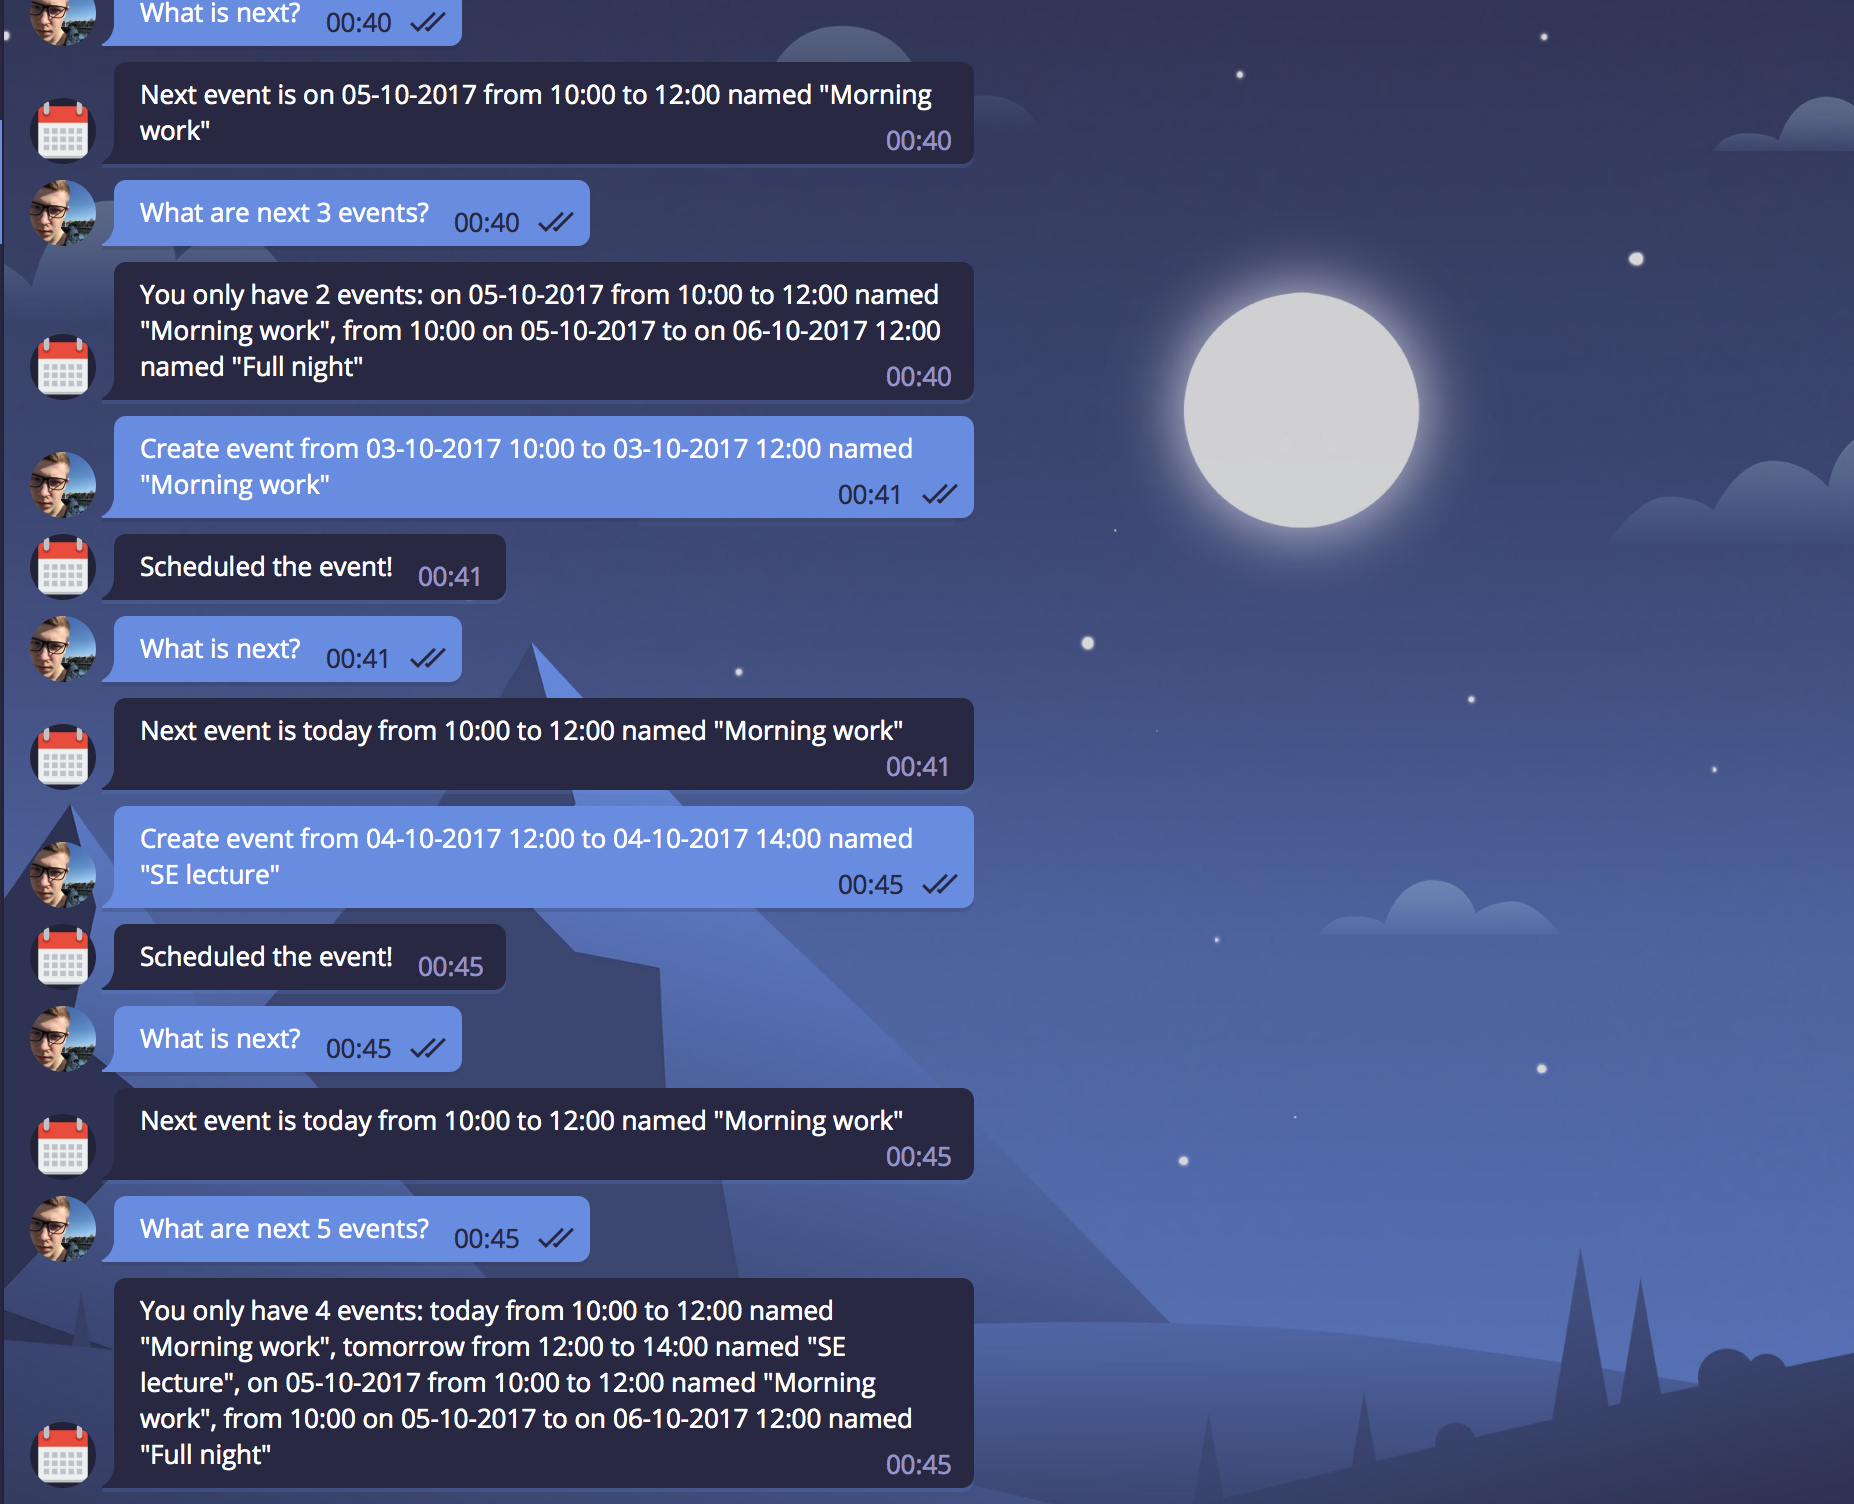 What is next? 00:40
Next event is on 05-10-2017 from 10:00 to 12:00 named "Morning
work"
00:40
What are next 3 events? 00:40
You only have 2 events: on 05-10-2017 from 10:00 to 12:00 named
"Morning work", from 10:00 on 05-10-2017 to on 06-10-2017 12:00
named "Full night"
00:40
Create event from 03-10-2017 10:00 to 03-10-2017 12:00 named
"Morning work"
00:41
Scheduled the event! 00:41
What is next? 00:41
Next event is today from 10:00 to 12:00 named "Morning work"
00:41
Create event from 04-10-2017 12:00 to 04-10-2017 14:00 named
"SE lecture"
00:45
Scheduled the event! 00:45
What is next? 00:45
Next event is today from 10:00 to 12:00 named "Morning work"
00:45
What are next 5 events? 00:45
You only have 4 events: today from 10:00 to 12:00 named
"Morning work", tomorrow from 12:00 to 14:00 named "SE
lecture", on 05-10-2017 from 10:00 to 12:00 named "Morning
work", from 10:00 on 05-10-2017 to on 06-10-2017 12:00 named
"Full night"
00:45